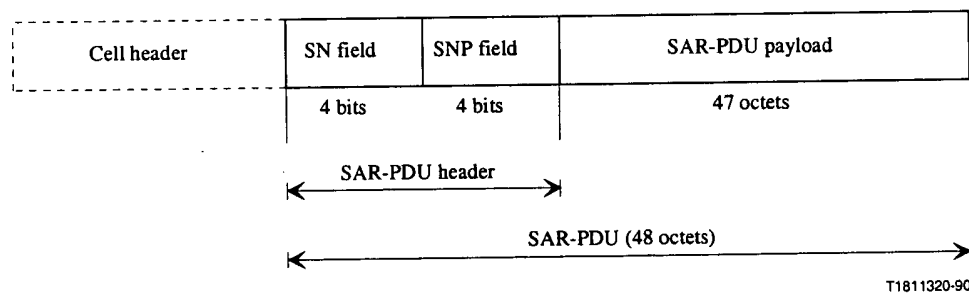 Cell header
SN field
SNP field
SAR-PDU payload
4 bits
4 bits
47 octets
SAR-PDU header
SAR-PDU (48 octets)
T1811320-90